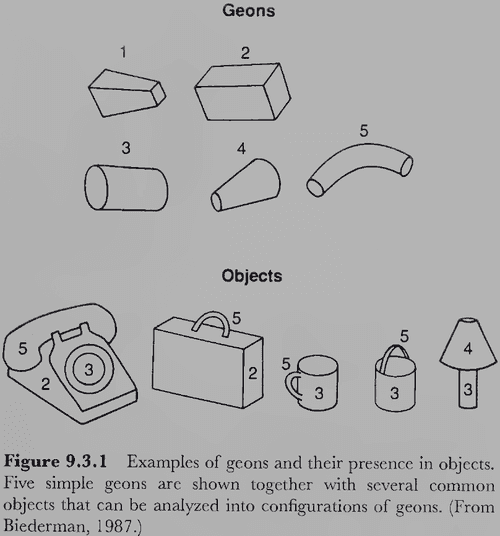 Geons
1
2
3
4
5
Objects
5
2
3
5
2
5
3
5
3
4
3
Figure 9.3.1 Examples of geons and their presence in objects.
Five simple geons are shown together with several common
objects that can be analyzed into configurations of geons. (From
Biederman, 1987.)